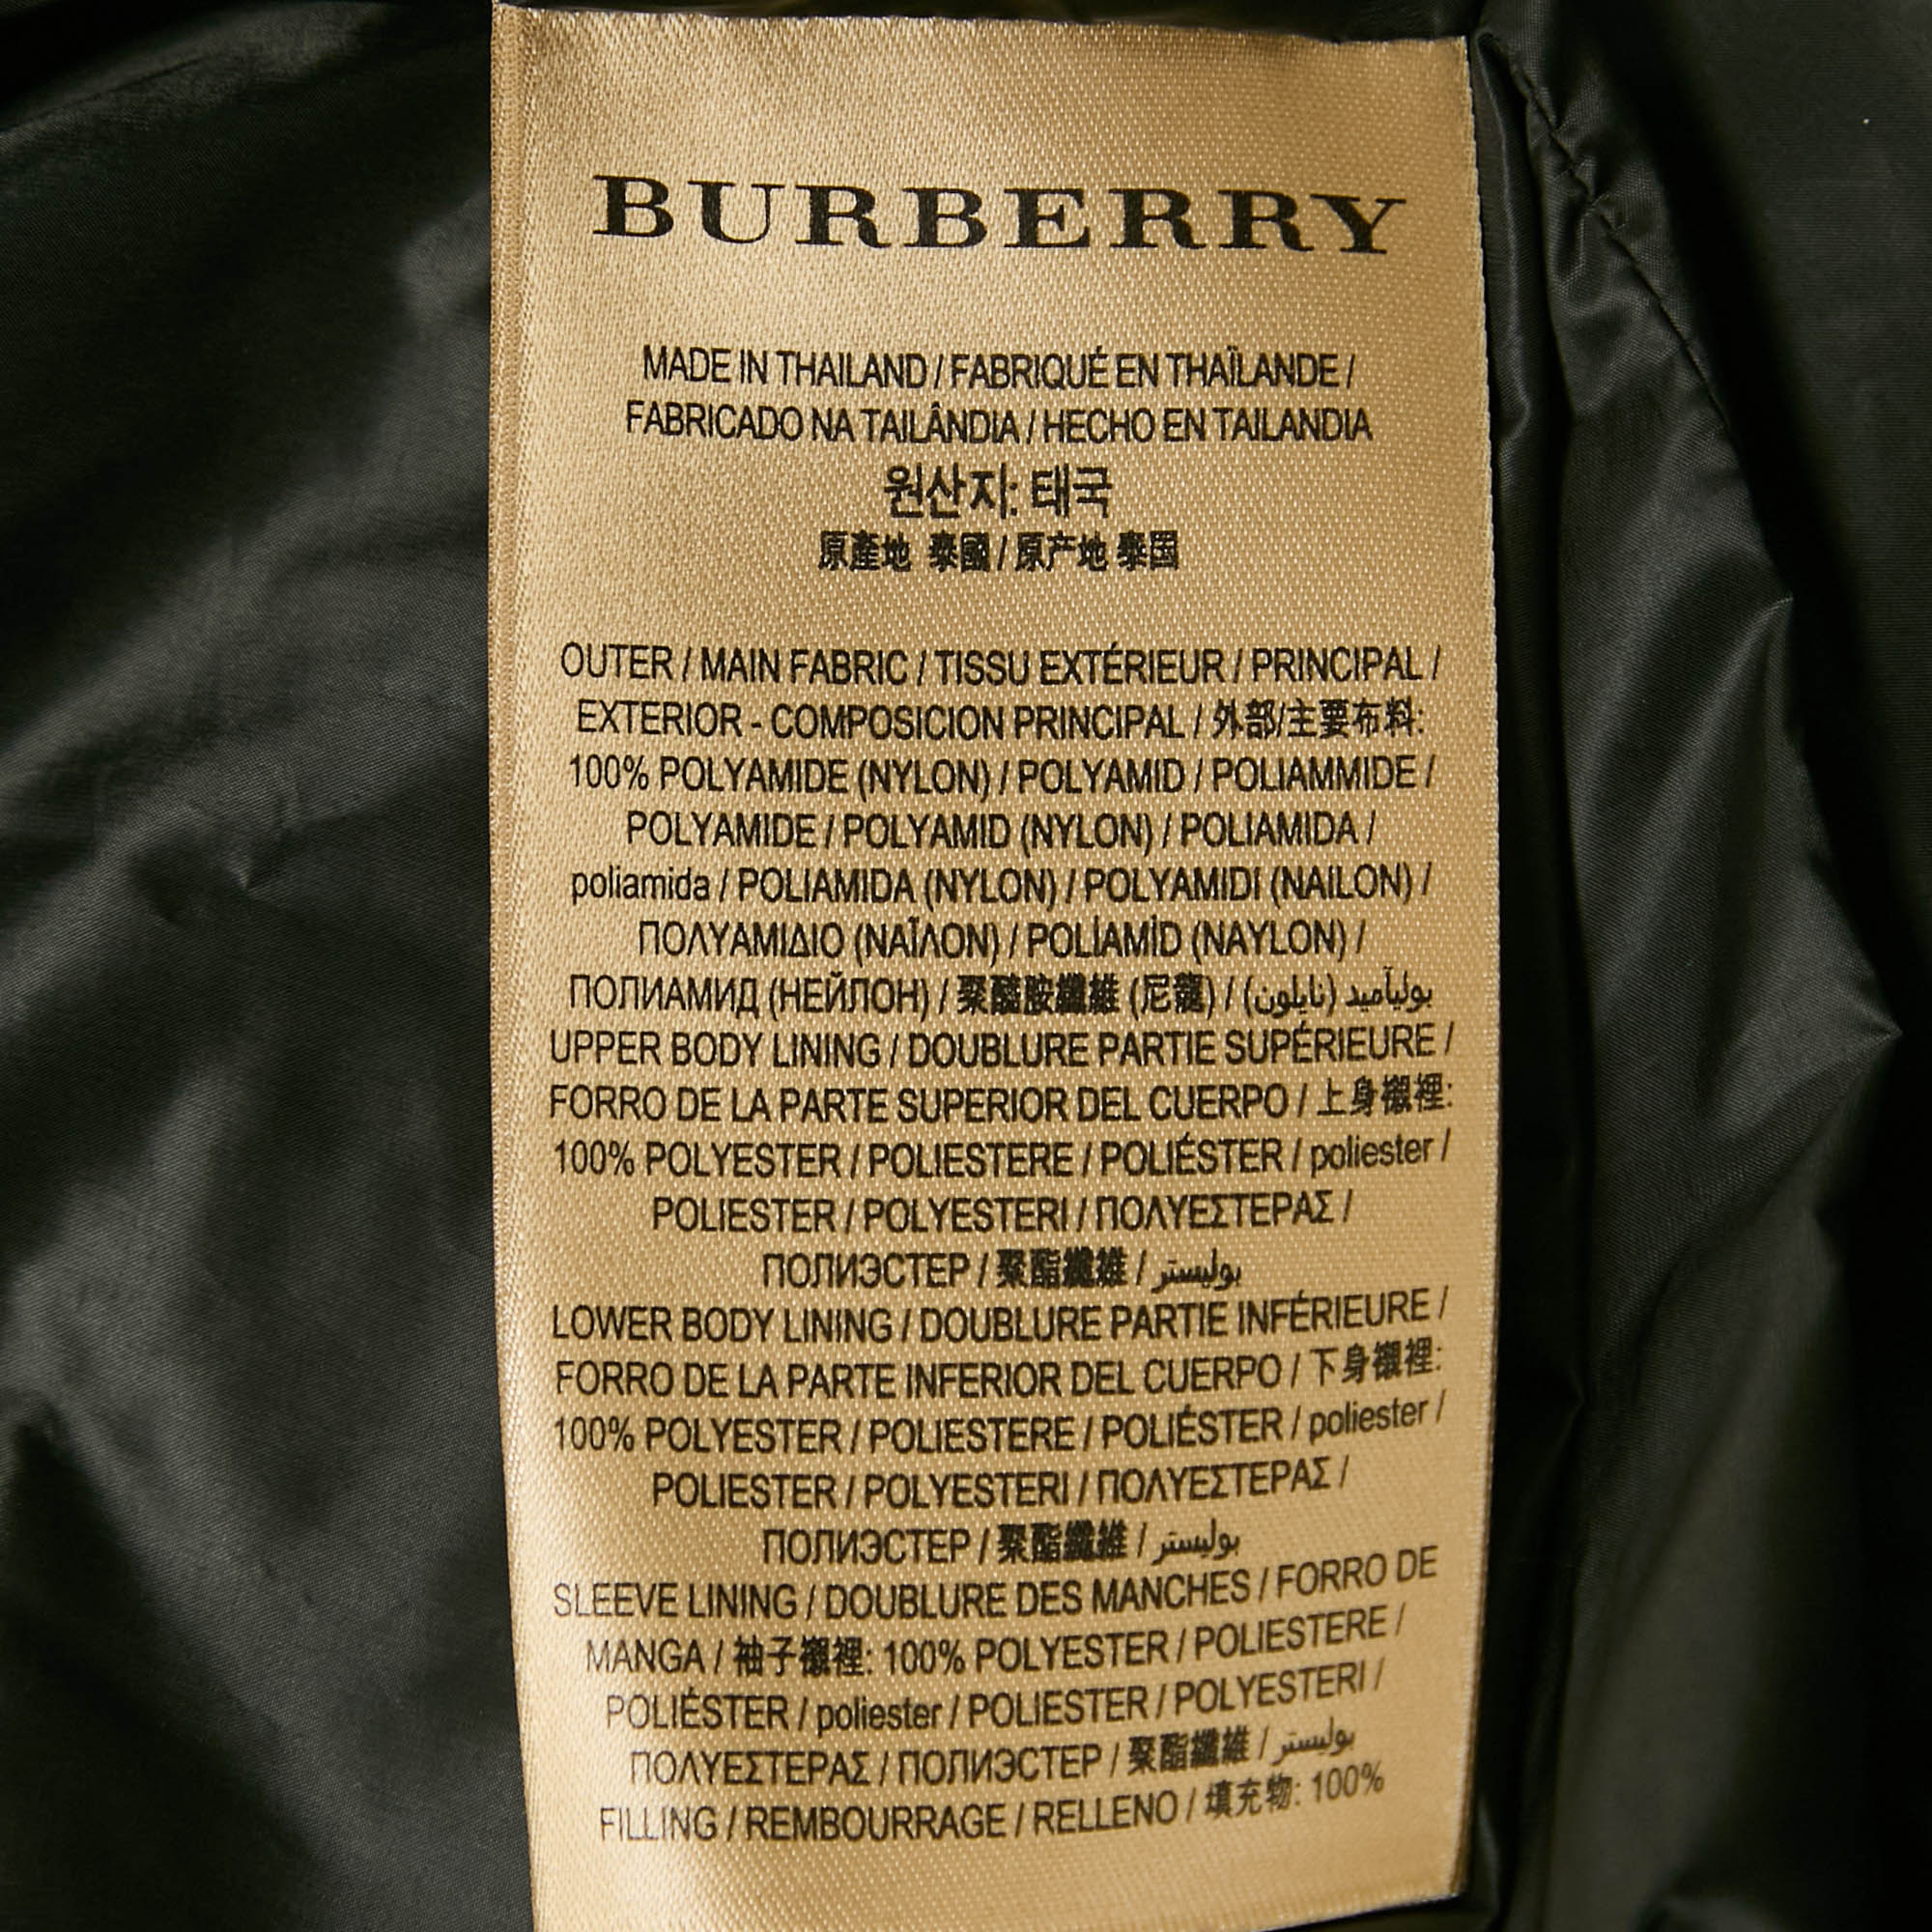 BURBERRY
MADE IN THAILAND / FABRIQUÉ EN THAÏLANDE /
FABRICADO NA TAILÂNDIA / HECHO EN TAILANDIA
원산지: 태국
原產地 泰國 / 原产地 泰国
OUTER / MAIN FABRIC / TISSU EXTÉRIEUR / PRINCIPAL /
EXTERIOR - COMPOSICION PRINCIPAL / 外部/主要布料:
100% POLYAMIDE (NYLON) / POLYAMID / POLIAMMIDE /
POLYAMIDE / POLYAMID (NYLON) / POLIAMIDA /
poliamida / POLIAMIDA (NYLON) / POLYAMIDI (NAILON) /
ΠΟΛΥΑΜΙΔΙΟ (ΝΑΪΛΟΝ) / POLİAMİD (NAYLON) /
ПОЛИАМИД (НЕЙЛОН) / 聚醯胺纖維 (尼龍) / بوليآميد (نايلون)
UPPER BODY LINING / DOUBLURE PARTIE SUPÉRIEURE /
FORRO DE LA PARTE SUPERIOR DEL CUERPO / 上身襯裡:
100% POLYESTER / POLIESTERE / POLIÉSTER / poliester /
POLIESTER / POLYESTERI / ΠΟΛΥΕΣΤΕΡΑΣ /
ПОЛИЭСТЕР / 聚酯纖維 / بوليستر
LOWER BODY LINING / DOUBLURE PARTIE INFÉRIEURE /
FORRO DE LA PARTE INFERIOR DEL CUERPO / 下身襯裡:
100% POLYESTER / POLIESTERE / POLIÉSTER / poliester /
POLIESTER / POLYESTERI / ΠΟΛΥΕΣΤΕΡΑΣ /
ПОЛИЭСТЕР / 聚酯纖維 / بوليستر
SLEEVE LINING / DOUBLURE DES MANCHES / FORRO DE
MANGA / 袖子襯裡: 100% POLYESTER / POLIESTERE /
POLIÉSTER / poliester / POLIESTER / POLYESTERI /
ΠΟΛΥΕΣΤΕΡΑΣ / ПОЛИЭСТЕР / 聚酯纖維 / بوليستر
FILLING / REMBOURRAGE / RELLENO / 填充物: 100%